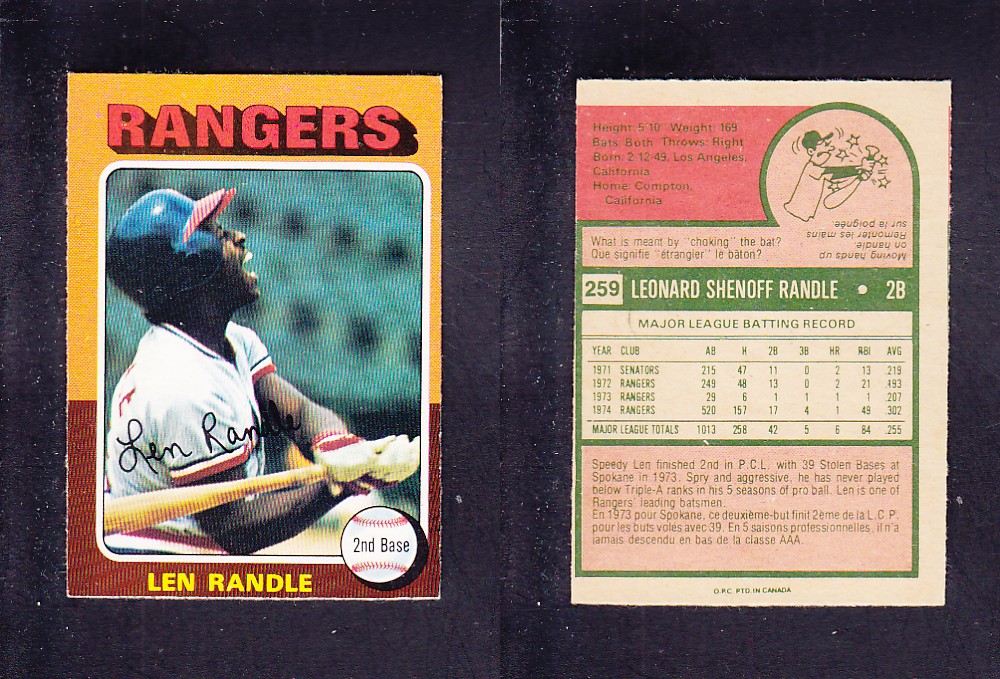 RANGERS
Len Randle
2nd Base
LEN RANDLE
Height: 5'10 Weight: 169
Bats: Both Throws: Right
Born: 2-12-49, Los Angeles,
California
Home: Compton,
California
Moving hands up
on handle.
Remonter les mains
sur la poignée.
What is meant by "choking" the bat?
Que signifie "étrangler" le bâton?
259 LEONARD SHENOFF RANDLE • 2B
MAJOR LEAGUE BATTING RECORD
YEAR CLUB AB H 2B 3B HR RBI AVG
1971 SENATORS 215 47 11 0 2 13 .219
1972 RANGERS 249 48 13 0 2 21 .193
1973 RANGERS 29 6 1 1 1 1 .207
1974 RANGERS 520 157 17 4 1 49 .302
MAJOR LEAGUE TOTALS 1013 258 42 5 6 84 .255
Speedy Len finished 2nd in P.C.L. with 39 Stolen Bases at
Spokane in 1973. Spry and aggressive, he has never played
below Triple-A ranks in his 5 seasons of pro ball. Len is one of
Rangers' leading batsmen.
En 1973 pour Spokane, ce deuxième-but finit 2ème de la L.C.P.
pour les buts volés avec 39. En 5 saisons professionnelles, il n'a
jamais descendu en bas de la classe AAA.
O.P.C. PTD. IN CANADA